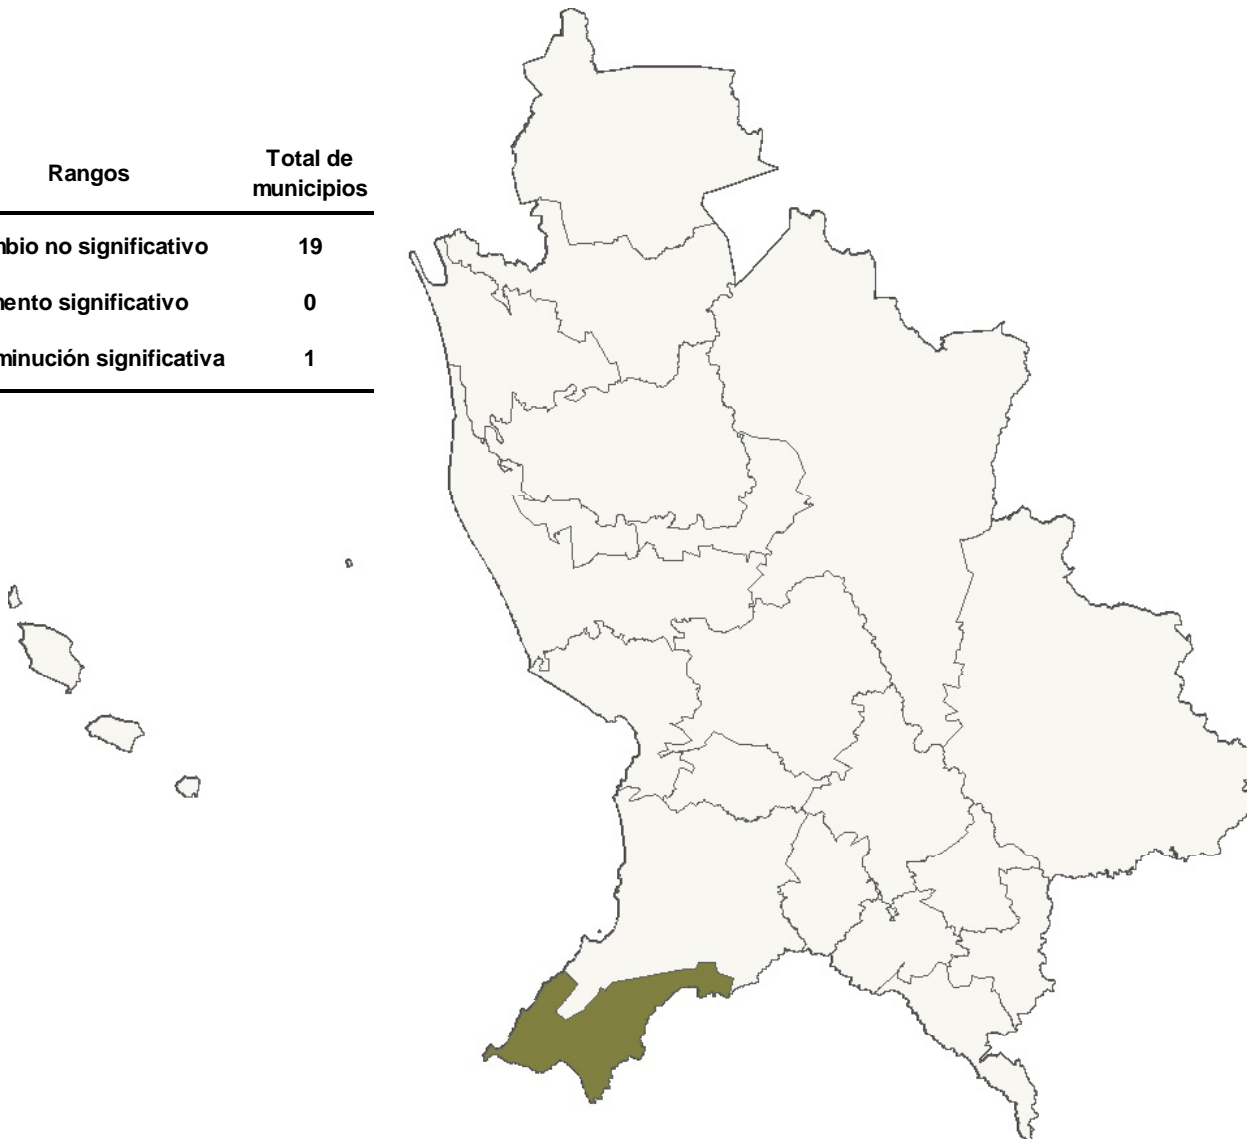 Rangos
Total de
municipios
mbio no significativo 19
mento significativo 0
minución significativa 1